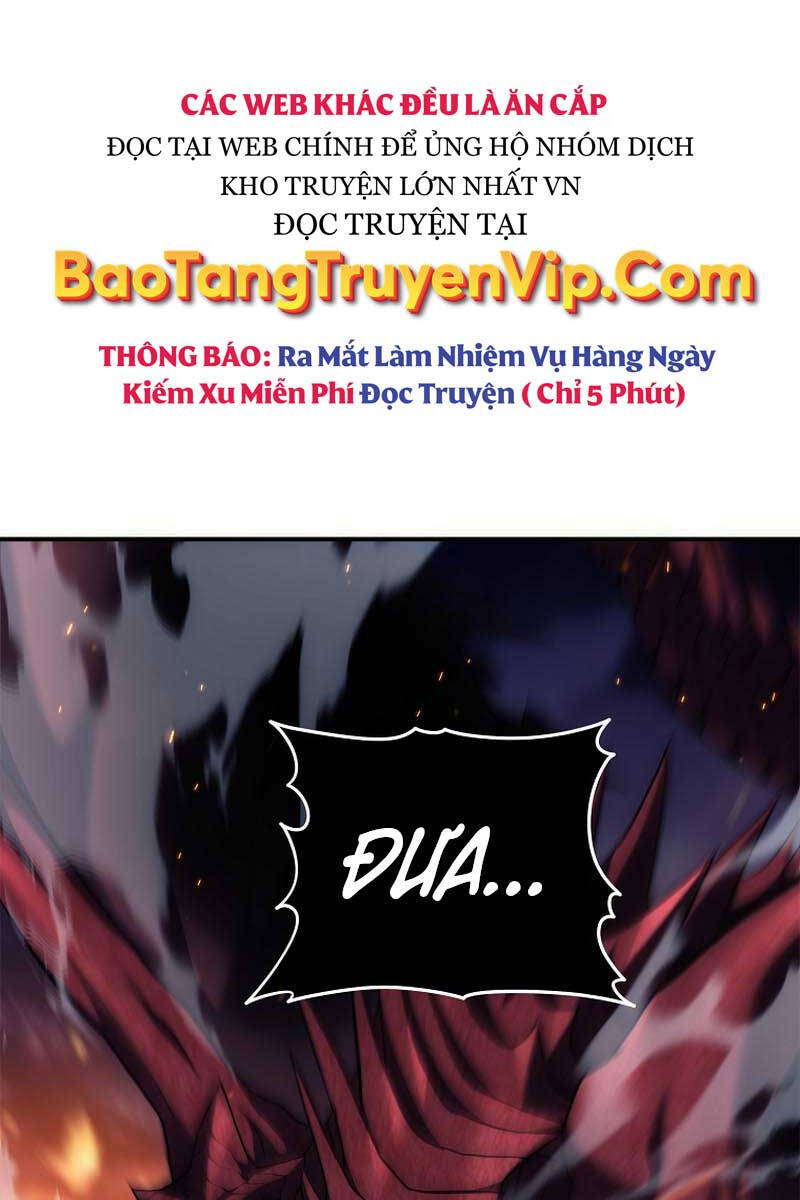 CÁC WEB KHÁC ĐỀU LÀ ĂN CẮP
ĐỌC TẠI WEB CHÍNH ĐỂ ỦNG HỘ NHÓM DỊCH
KHO TRUYỆN LỚN NHẤT VN
ĐỌC TRUYỆN TẠI
BaoTangTruyenVip.Com
THÔNG BÁO: Ra Mắt Làm Nhiệm Vụ Hàng Ngày
Kiếm Xu Miễn Phí Đọc Truyện ( Chỉ 5 Phút)
ĐƯA...